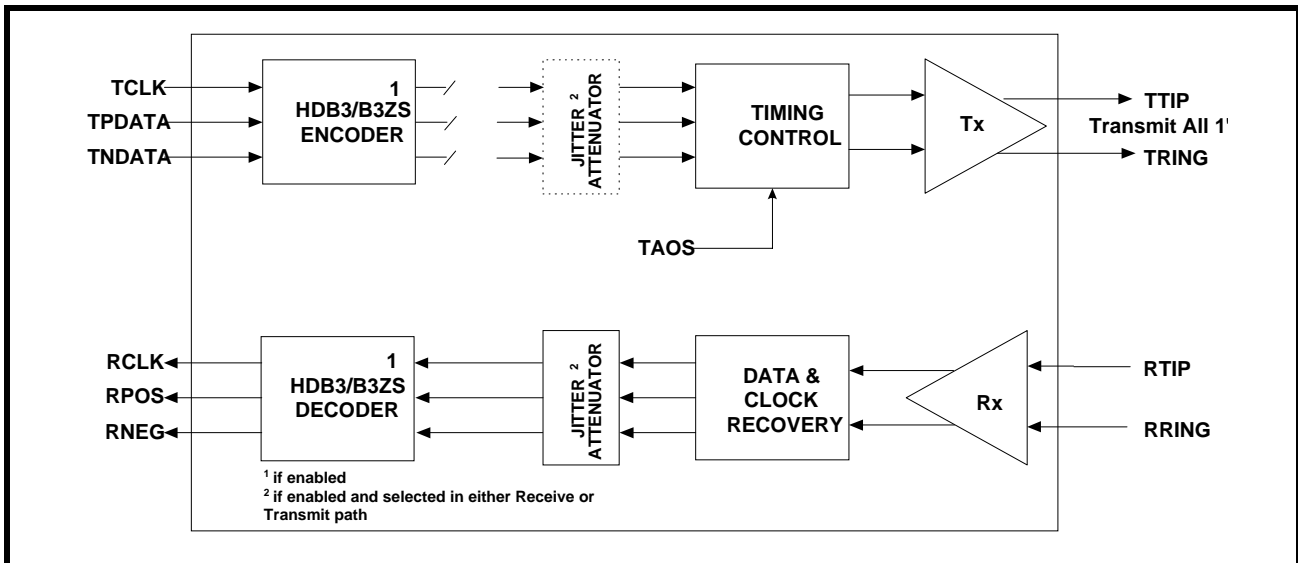 TCLK
TPDATA
TNDATA
1
HDB3/B3ZS
ENCODER
JITTER 2
ATTENUATOR
TIMING
CONTROL
Tx
TTIP
Transmit All 1'
TRING
TAOS
RCLK
RPOS
RNEG
1
HDB3/B3ZS
DECODER
JITTER 2
ATTENUATOR
DATA &
CLOCK
RECOVERY
Rx
RTIP
RRING
1 if enabled
2 if enabled and selected in either Receive or
Transmit path